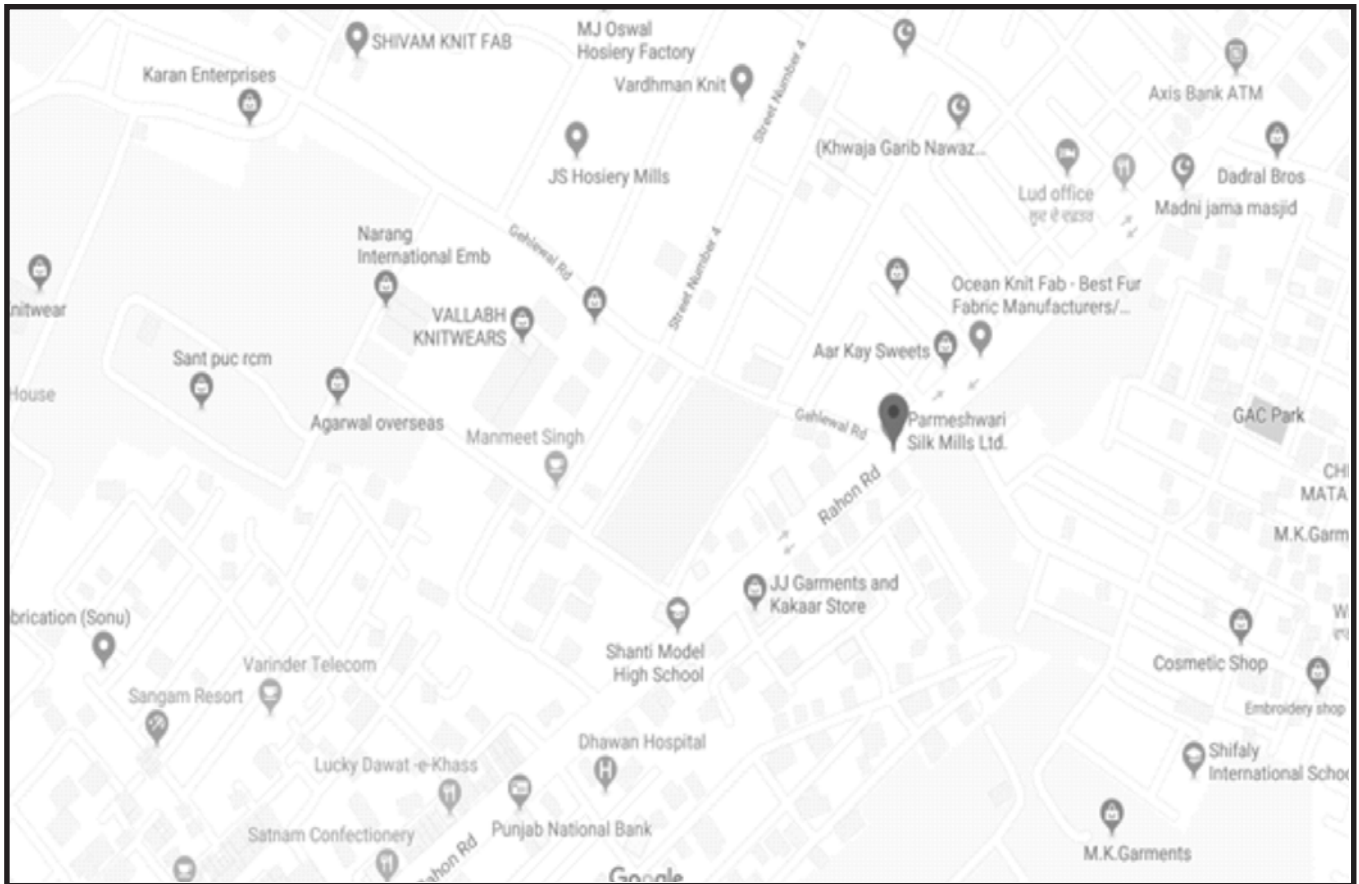 MJ Oswal
Hosiery Factory
SHIVAM KNIT FAB
Karan Enterprises
Vardhman Knit
Street Number 4
Axis Bank ATM
(Khwaja Garib Nawaz...
JS Hosiery Mills
Dadral Bros
Lud office
ਲੁਦ ਦੇ ਦਫਤਰ
Madni jama masjid
Narang
International Emb
Gehlewal Rd
Street Number 4
Ocean Knit Fab - Best Fur
Fabric Manufacturers/...
nitwear
VALLABH
KNITWEARS
Aar Kay Sweets
Sant puc rcm
House
Agarwal overseas
Gehlewal Rd
Parmeshwari
Silk Mills Ltd.
GAC Park
Manmeet Singh
Rahon Rd
MATA
M.K.Garm
JJ Garments and
Kakaar Store
brication (Sonu)
Shanti Model
High School
Varinder Telecom
Cosmetic Shop
Sangam Resort
Embroidery shop
Dhawan Hospital
Shifaly
International Schoo
Lucky Dawat -e-Khass
Punjab National Bank
Satnam Confectionery
ahon Rd
M.K.Garments
Google